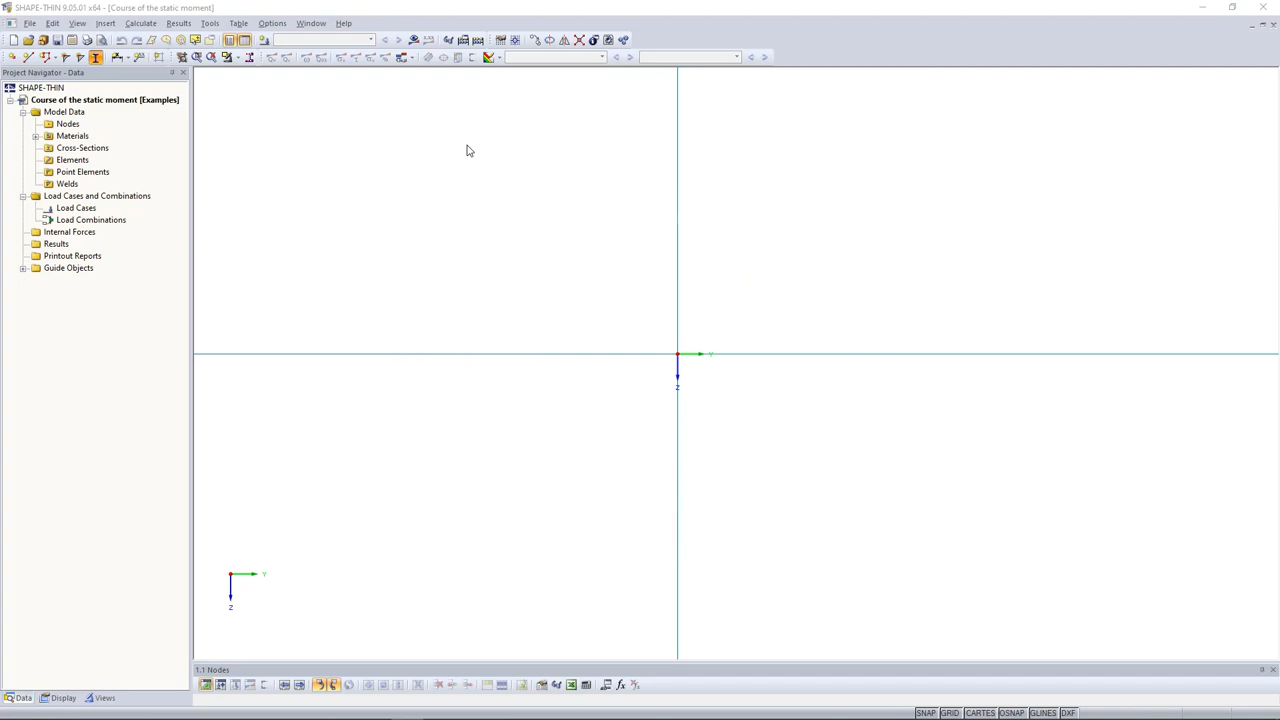 SHAPE-THIN 9.05.01 x64 - [Course of the static moment]
File Edit View Insert Calculate Results Tools Table Options Window Help
Project Navigator - Data
SHAPE-THIN
Course of the static moment [Examples]
Model Data
Nodes
Materials
Cross-Sections
Elements
Point Elements
Welds
Load Cases and Combinations
Load Cases
Load Combinations
Internal Forces
Results
Printout Reports
Guide Objects
Y
Z
Y
Z
1.1 Nodes
Data Display Views
SNAP GRID CARTES OSNAP GLINES DXF